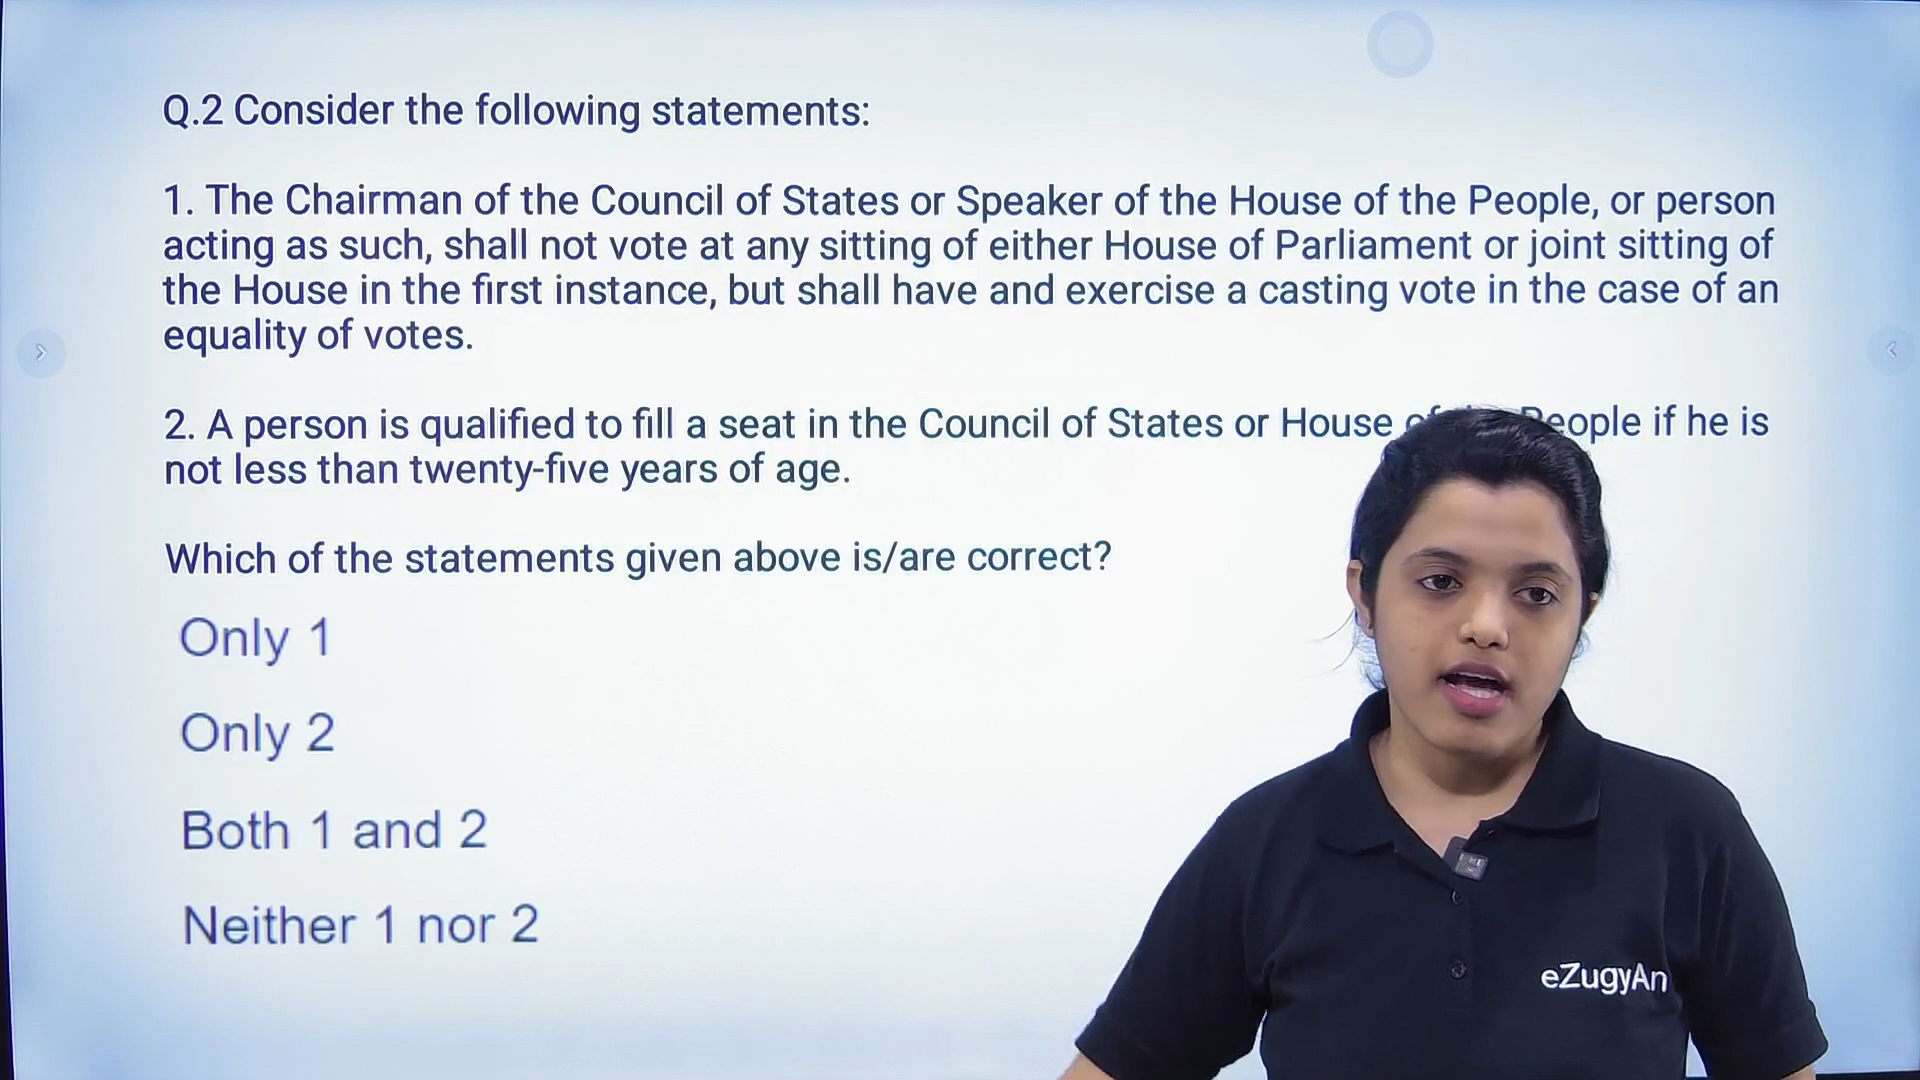 Q.2 Consider the following statements:
1. The Chairman of the Council of States or Speaker of the House of the People, or person
acting as such, shall not vote at any sitting of either House of Parliament or joint sitting of
the House in the first instance, but shall have and exercise a casting vote in the case of an
equality of votes.
2. A person is qualified to fill a seat in the Council of States or House of the People if he is
not less than twenty-five years of age.
Which of the statements given above is/are correct?
Only 1
Only 2
Both 1 and 2
Neither 1 nor 2
eZugyAn